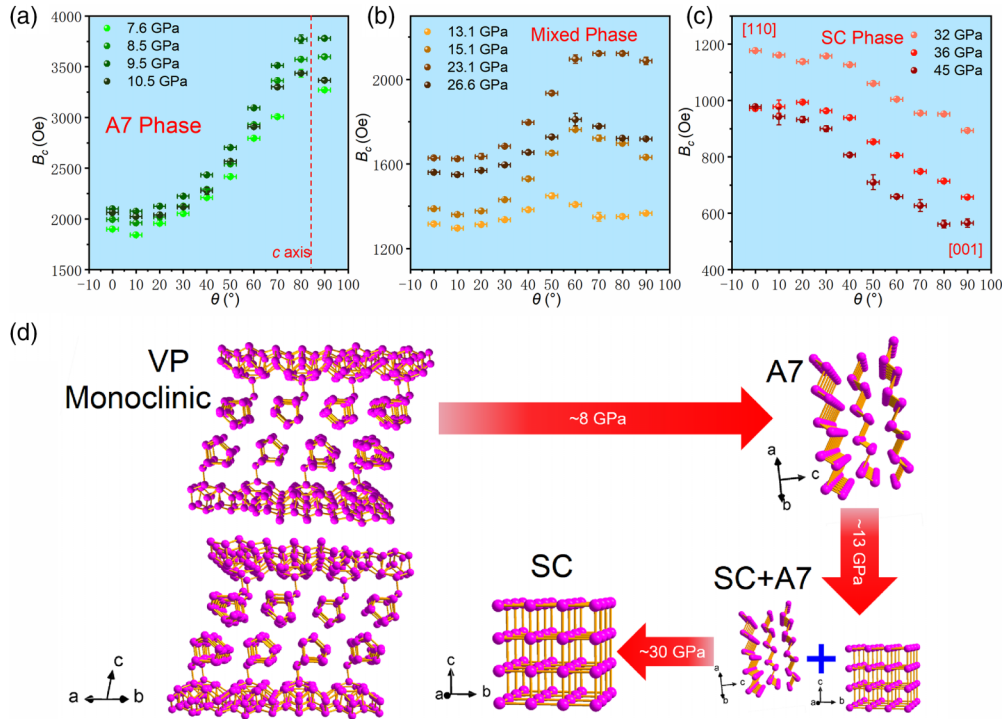 (a)
7.6 GPa
8.5 GPa
9.5 GPa
10.5 GPa
A7 Phase
c axis
4000
3500
3000
2500
2000
1500
Bc (Oe)
-10 0 10 20 30 40 50 60 70 80 90 100
θ (°)
(b)
13.1 GPa
15.1 GPa
23.1 GPa
26.6 GPa
Mixed Phase
2000
1600
1200
Bc (Oe)
-10 0 10 20 30 40 50 60 70 80 90 100
θ (°)
(c)
[110]
SC Phase
32 GPa
36 GPa
45 GPa
[001]
1200
1000
800
600
400
Bc (Oe)
-10 0 10 20 30 40 50 60 70 80 90 100
θ (°)
(d)
VP
Monoclinic
~8 GPa
A7
a
c
b
~13 GPa
SC+A7
SC
~30 GPa
+
a
c
b
c
a
b
c
a
b
c
a
b